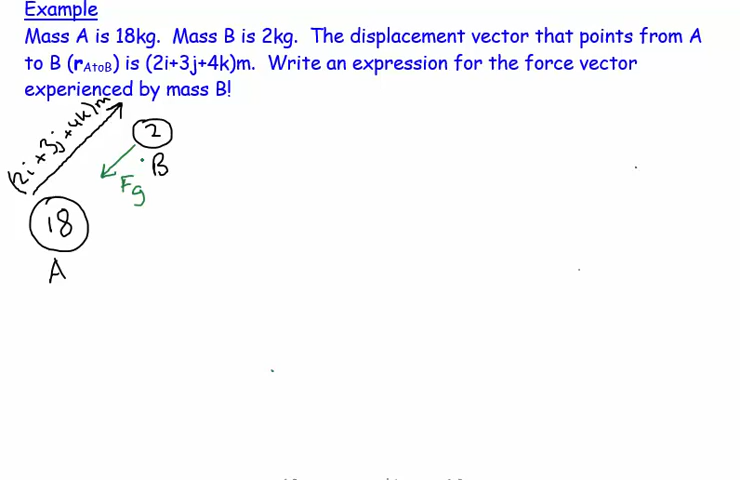 Example
Mass A is 18kg. Mass B is 2kg. The displacement vector that points from A
to B (rAtoB) is (2i+3j+4k)m. Write an expression for the force vector
experienced by mass B!
(2i+3j+4k)m
2
B
Fg
18
A